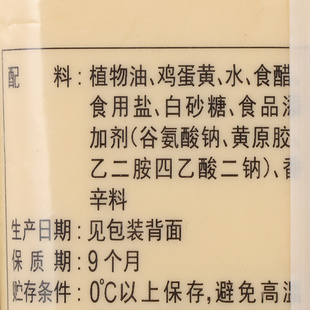 配 料：植物油、鸡蛋黄、水、食醋
食用盐、白砂糖、食品添
加剂(谷氨酸钠、黄原胶
乙二胺四乙酸二钠)、香
辛料
生产日期：见包装背面
保 质 期：9个月
贮存条件：0℃以上保存,避免高温